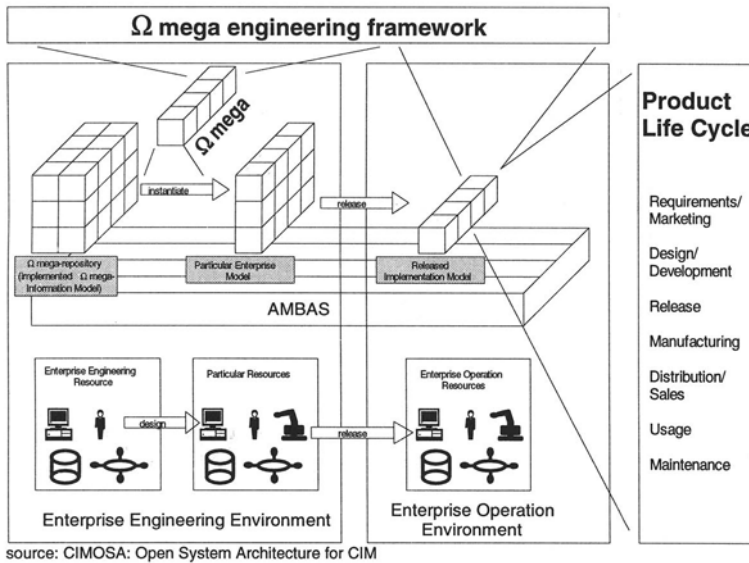 Ω mega engineering framework
Ω mega
instantiate
release
Ω mega-repository
(implemented Ω mega-
Information Model)
Particular Enterprise
Model
Released
Implementation Model
AMBAS
Enterprise Engineering
Resource
Particular Resources
Enterprise Operation
Resources
design
release
Enterprise Engineering Environment
Enterprise Operation
Environment
Product
Life Cycle
Requirements/
Marketing
Design/
Development
Release
Manufacturing
Distribution/
Sales
Usage
Maintenance
source: CIMOSA: Open System Architecture for CIM